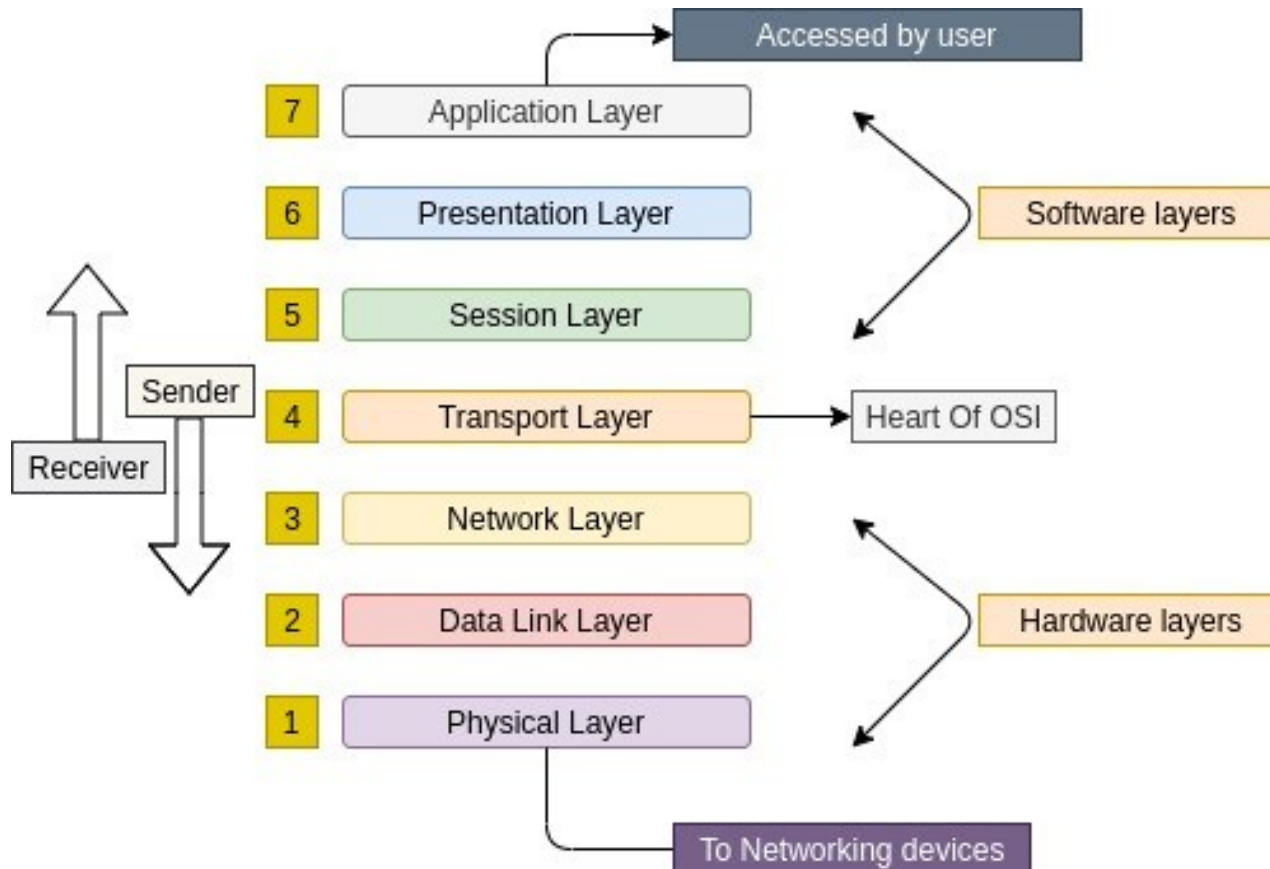 Accessed by user
7 Application Layer
6 Presentation Layer
Software layers
5 Session Layer
Sender
4 Transport Layer
Heart Of OSI
Receiver
3 Network Layer
2 Data Link Layer
Hardware layers
1 Physical Layer
To Networking devices